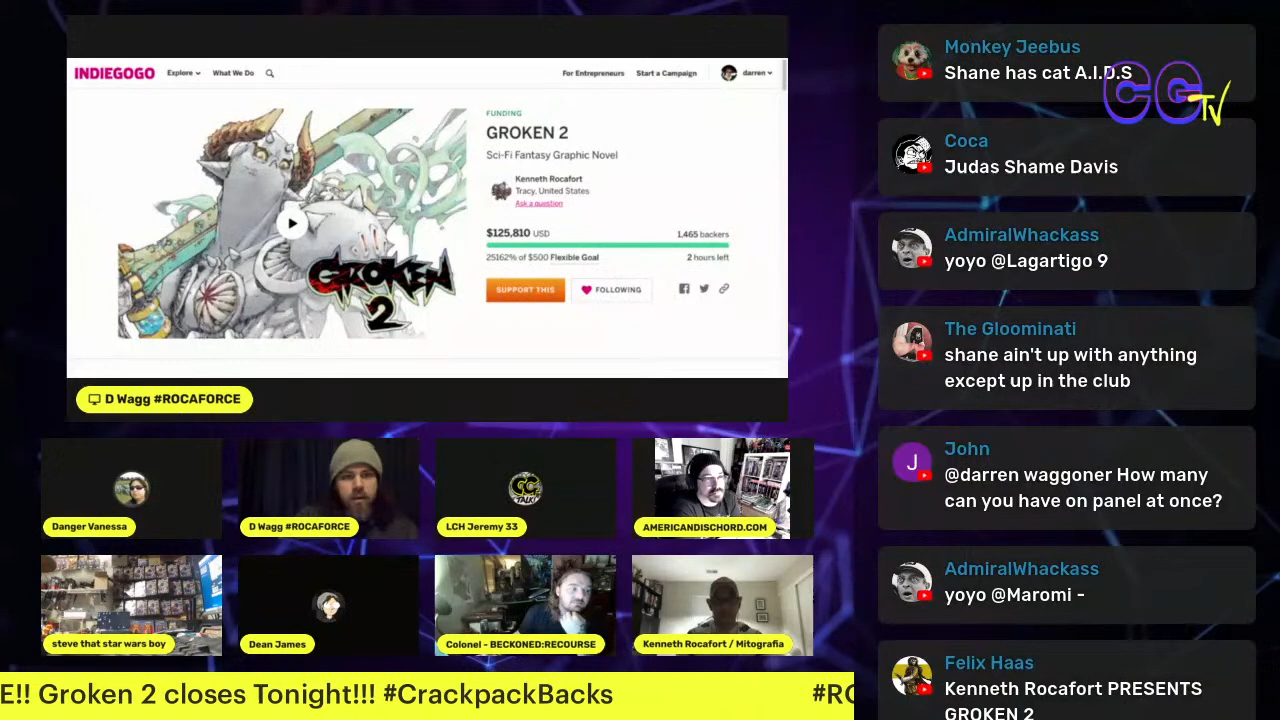 INDIEGOGO
Explore
What We Do
For Entrepreneurs
Start a Campaign
darren
FUNDING
GROKEN 2
Sci-Fi Fantasy Graphic Novel
Kenneth Rocafort
Tracy, United States
Ask a question
$125,810 USD
1,465 backers
25162% of $500 Flexible Goal
2 hours left
SUPPORT THIS
FOLLOWING
GROKEN
2
D Wagg #ROCAFORCE
Danger Vanessa
D Wagg #ROCAFORCE
CG
TALK!
LCH Jeremy 33
AMERICANDISCHORD.COM
steve that star wars boy
Dean James
Colonel - BECKONED:RECOURSE
Kenneth Rocafort / Mitografia
E!! Groken 2 closes Tonight!!! #CrackpackBacks
#RO
CG
TV
Monkey Jeebus
Shane has cat A.I.D.S
Coca
Judas Shame Davis
AdmiralWhackass
yoyo @Lagartigo 9
The Gloominati
shane ain't up with anything
except up in the club
J
John
@darren waggoner How many
can you have on panel at once?
AdmiralWhackass
yoyo @Maromi -
Felix Haas
Kenneth Rocafort PRESENTS
GROKEN 2